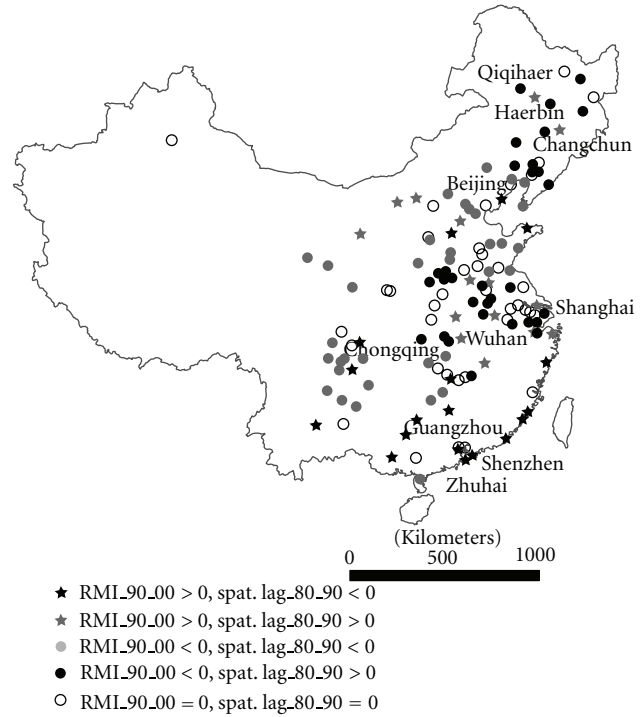 Qiqihaer
Haerbin
Changchun
Beijing
Shanghai
Wuhan
Chongqing
Guangzhou
Shenzhen
Zhuhai
(Kilometers)
0 500 1000
RMI_90_00 > 0, spat. lag_80_90 < 0
RMI_90_00 > 0, spat. lag_80_90 > 0
RMI_90_00 < 0, spat. lag_80_90 < 0
RMI_90_00 < 0, spat. lag_80_90 > 0
RMI_90_00 = 0, spat. lag_80_90 = 0